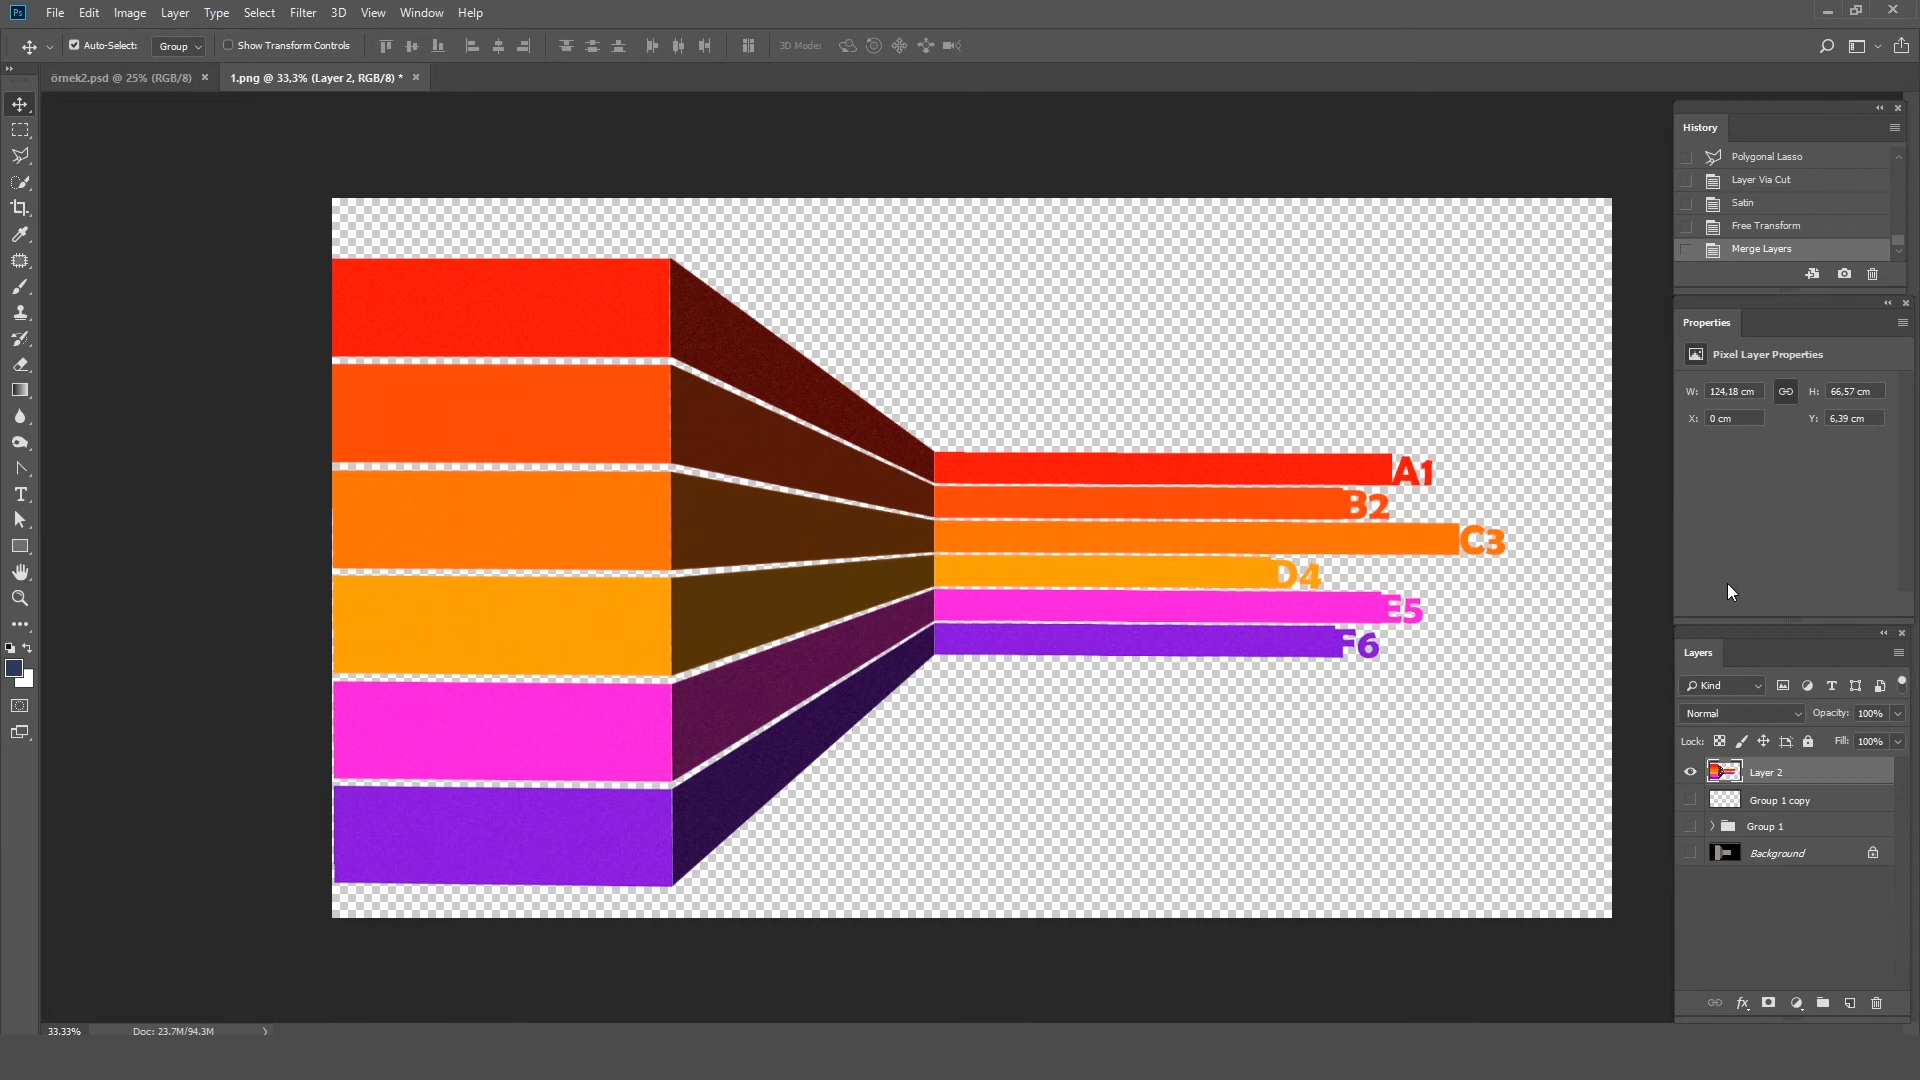 Ps File Edit Image Layer Type Select Filter 3D View Window Help
Auto-Select: Group Show Transform Controls 3D Mode:
örnek2.psd @ 25% (RGB/8) × 1.png @ 33,3% (Layer 2, RGB/8) * ×
History
Polygonal Lasso
Layer Via Cut
Satin
Free Transform
Merge Layers
Properties
Pixel Layer Properties
W: 124,18 cm H: 66,57 cm
X: 0 cm Y: 6,39 cm
A1
B2
C3
D4
E5
F6
Layers
Kind
Normal Opacity: 100%
Lock: Fill: 100%
Layer 2
Group 1 copy
Group 1
Background
33.33% Doc: 23.7M/94.3M